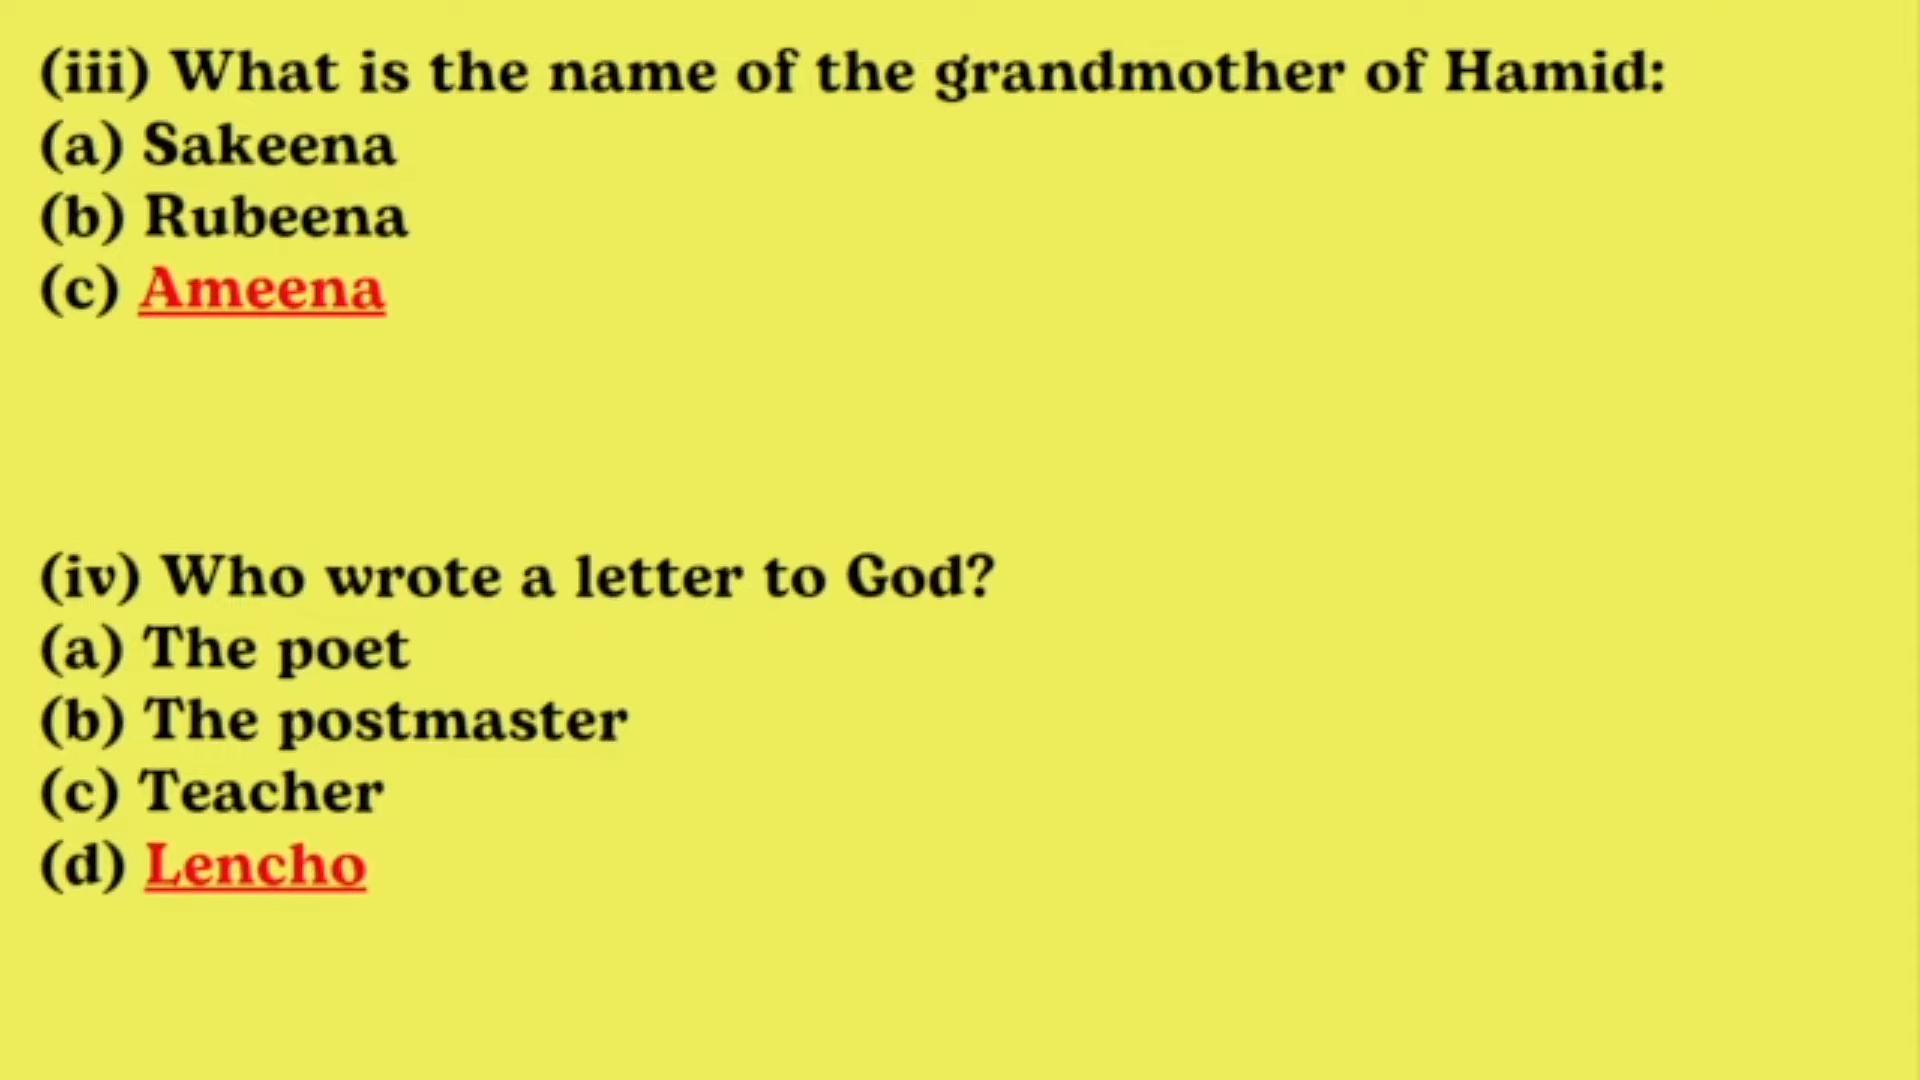 (iii) What is the name of the grandmother of Hamid:
(a) Sakeena
(b) Rubeena
(c) Ameena
(iv) Who wrote a letter to God?
(a) The poet
(b) The postmaster
(c) Teacher
(d) Lencho